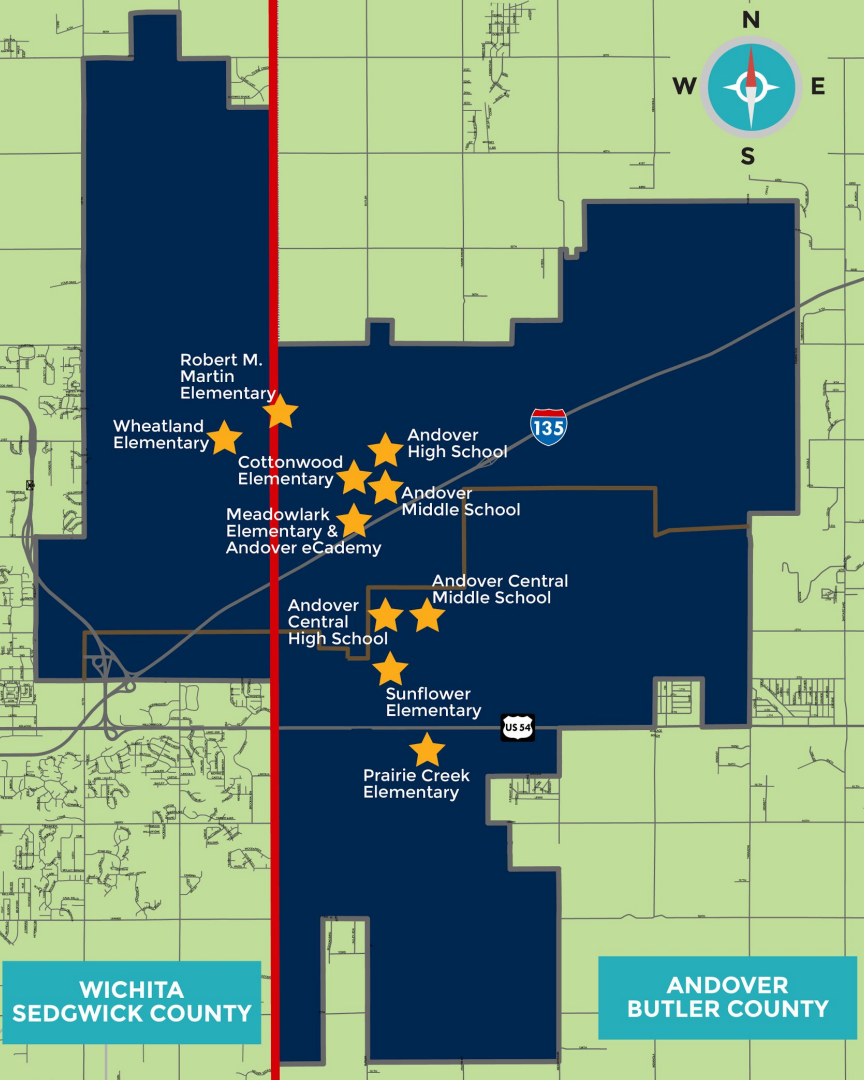 N
W
E
S
Robert M.
Martin
Elementary
Wheatland
Elementary
Andover
High School
135
Cottonwood
Elementary
Andover
Middle School
Meadowlark
Elementary &
Andover eCademy
Andover Central
Middle School
Andover
Central
High School
Sunflower
Elementary
US 54
Prairie Creek
Elementary
WICHITA
SEDGWICK COUNTY
ANDOVER
BUTLER COUNTY